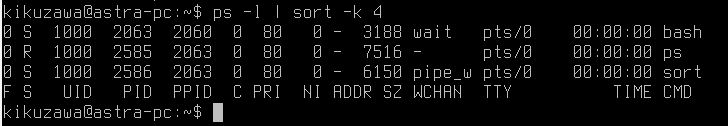 kikuzawa@astra-pc:~$ ps -l | sort -k 4
0 S  1000  2063  2060  0  80   0 -  3188 wait   pts/0    00:00:00 bash
0 R  1000  2585  2063  0  80   0 -  7516 -      pts/0    00:00:00 ps
0 S  1000  2586  2063  0  80   0 -  6150 pipe_w pts/0    00:00:00 sort
F S   UID   PID  PPID  C PRI  NI ADDR SZ WCHAN  TTY          TIME CMD
kikuzawa@astra-pc:~$